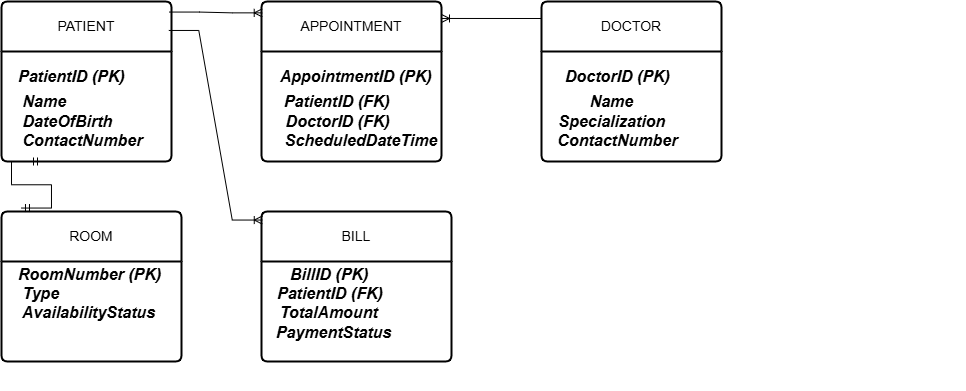 PATIENT
PatientID (PK)
Name
DateOfBirth
ContactNumber
APPOINTMENT
AppointmentID (PK)
PatientID (FK)
DoctorID (FK)
ScheduledDateTime
DOCTOR
DoctorID (PK)
Name
Specialization
ContactNumber
ROOM
RoomNumber (PK)
Type
AvailabilityStatus
BILL
BillID (PK)
PatientID (FK)
TotalAmount
PaymentStatus